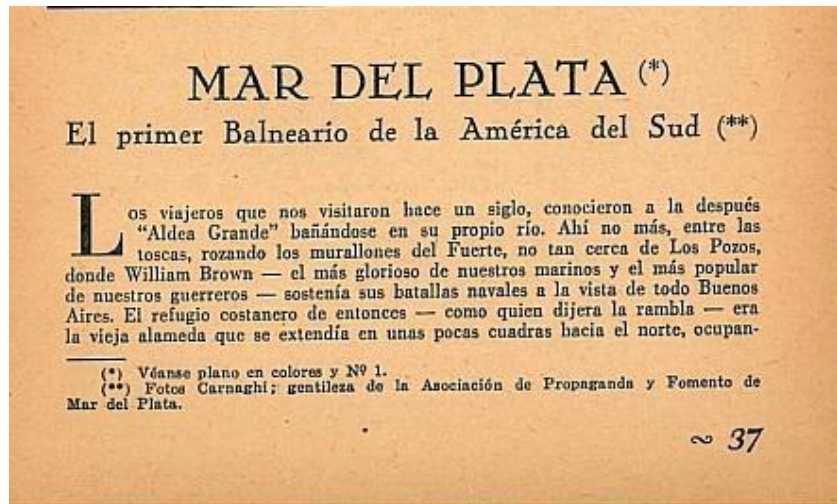 MAR DEL PLATA (*)
El primer Balneario de la América del Sud (**)
Los viajeros que nos visitaron hace un siglo, conocieron a la después
"Aldea Grande" bañándose en su propio río. Ahí no más, entre las
toscas, rozando los murallones del Fuerte, no tan cerca de Los Pozos,
donde William Brown — el más glorioso de nuestros marinos y el más popular
de nuestros guerreros — sostenía sus batallas navales a la vista de todo Buenos
Aires. El refugio costanero de entonces — como quien dijera la rambla — era
la vieja alameda que se extendía en unas pocas cuadras hacia el norte, ocupan-
(*) Véanse plano en colores y Nº 1.
(**) Fotos Carnaghi; gentileza de la Asociación de Propaganda y Fomento de
Mar del Plata.
~ 37